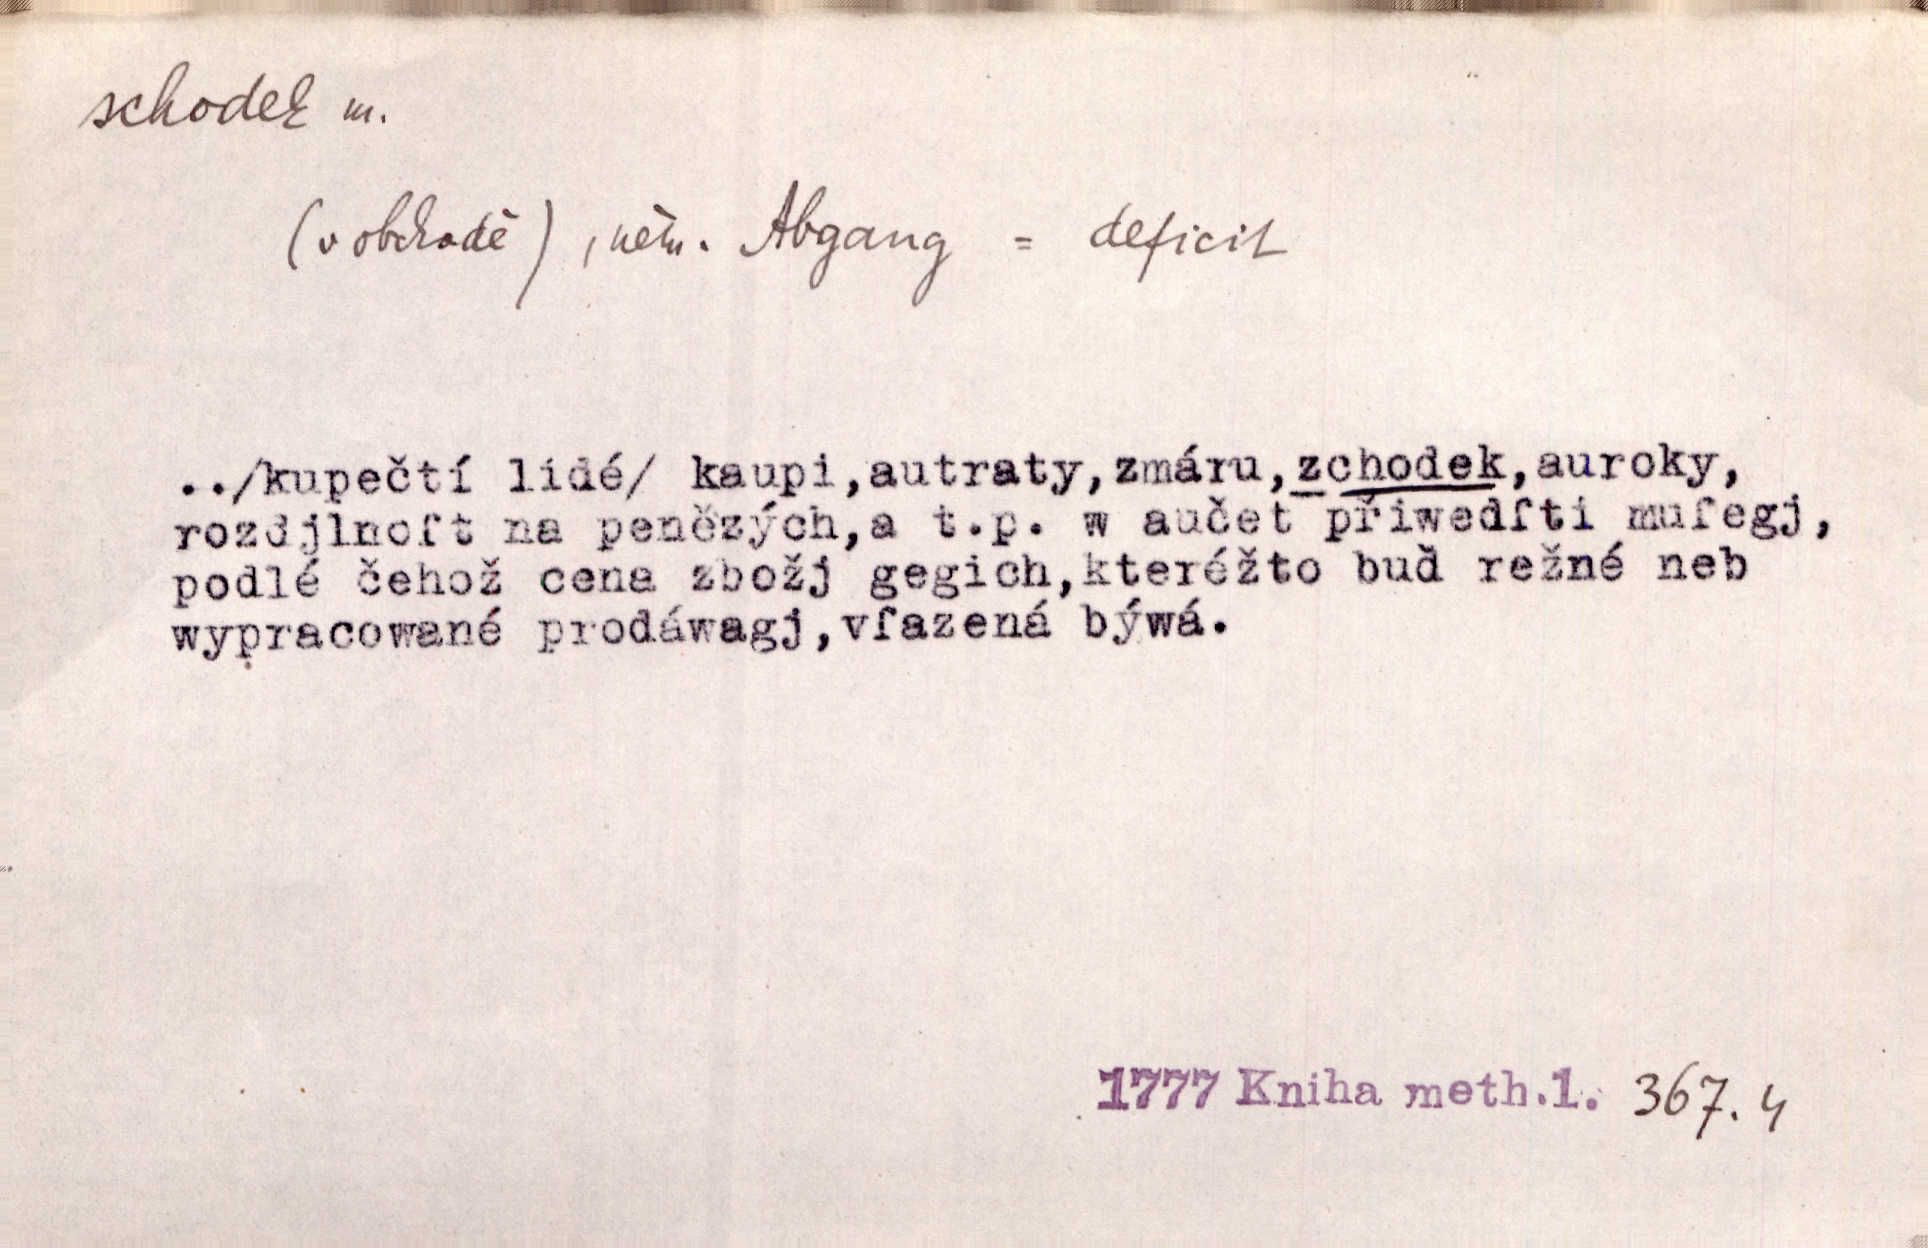 schodek m.
(v obchodě), něm. Abgang = deficit
../kupečtí lidé/ kaupi,autraty,zmáru,zchodek,auroky,
rozdjlnoſt na penězých,a t.p. w aučet přiwedſti muſegj,
podlé čehož cena zbožj gegich,kteréžto buď režné neb
wypracowané prodáwagj,vſazená býwá.
1777 Kniha meth.1. 367. 4